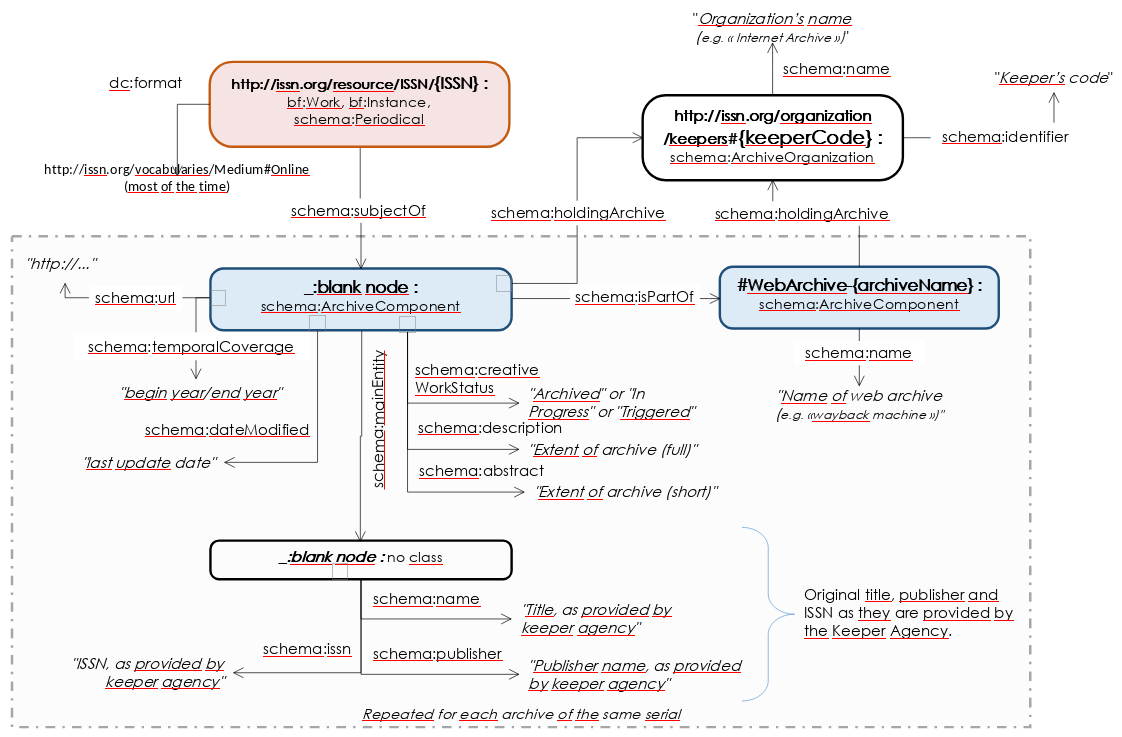 "Organization's name
(e.g. « Internet Archive »)"
schema:name
dc:format
http://issn.org/resource/ISSN/{ISSN} :
bf:Work, bf:Instance,
schema:Periodical
"Keeper's code"
http://issn.org/organization
/keepers#{keeperCode} :
schema:ArchiveOrganization
schema:identifier
http://issn.org/vocabularies/Medium#Online
(most of the time)
schema:subjectOf
schema:holdingArchive
schema:holdingArchive
"http://..."
schema:url
_:blank node :
schema:ArchiveComponent
schema:isPartOf
#WebArchive-{archiveName} :
schema:ArchiveComponent
schema:temporalCoverage
"begin year/end year"
schema:mainEntity
schema:creative
WorkStatus
"Archived" or "In
Progress" or "Triggered"
schema:name
"Name of web archive
(e.g. «wayback machine »)"
schema:dateModified
"last update date"
schema:description
"Extent of archive (full)"
schema:abstract
"Extent of archive (short)"
_:blank node : no class
schema:name
"Title, as provided by
keeper agency"
schema:issn
"ISSN, as provided by
keeper agency"
schema:publisher
"Publisher name, as provided
by keeper agency"
Original title, publisher and
ISSN as they are provided by
the Keeper Agency.
Repeated for each archive of the same serial